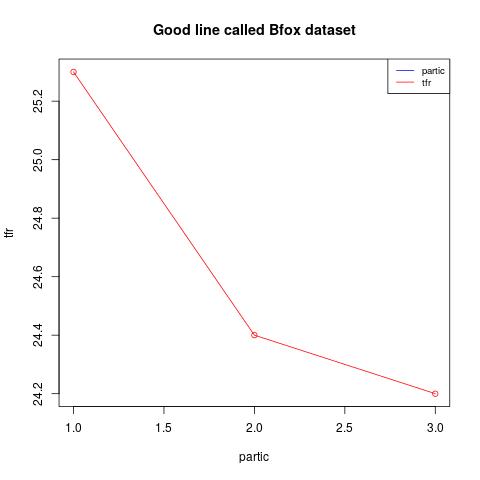 Good line called Bfox dataset
partic
tfr
tfr
25.2
25.0
24.8
24.6
24.4
24.2
1.0 1.5 2.0 2.5 3.0
partic